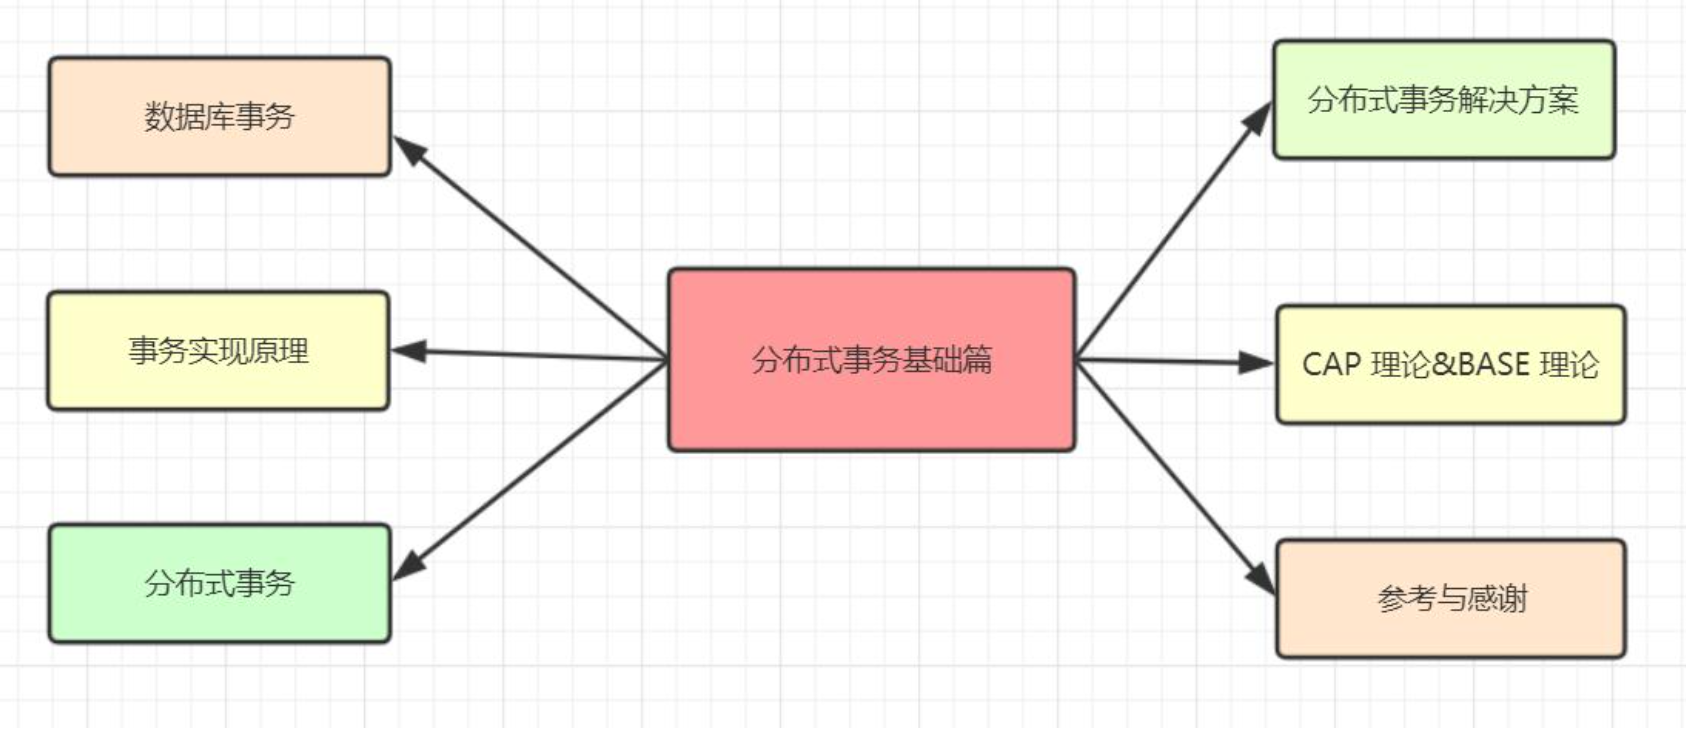 数据库事务
事务实现原理
分布式事务
分布式事务基础篇
分布式事务解决方案
CAP 理论&BASE 理论
参考与感谢